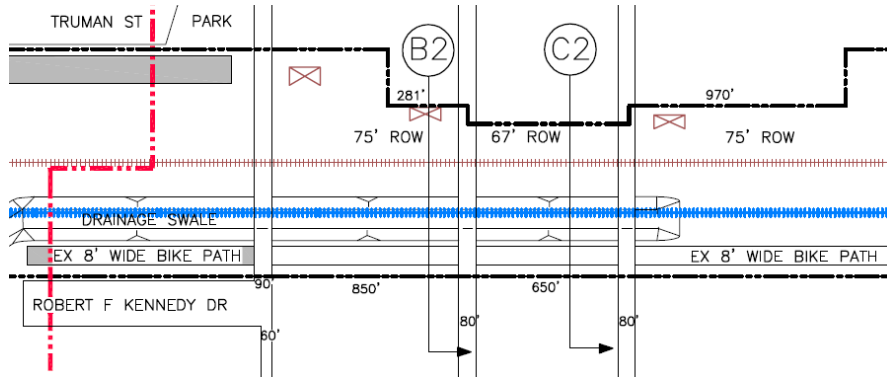 TRUMAN ST PARK
B2 C2
281' 970'
75' ROW 67' ROW 75' ROW
DRAINAGE SWALE
EX 8' WIDE BIKE PATH EX 8' WIDE BIKE PATH
90' 850' 650'
ROBERT F KENNEDY DR
60' 80' 80'